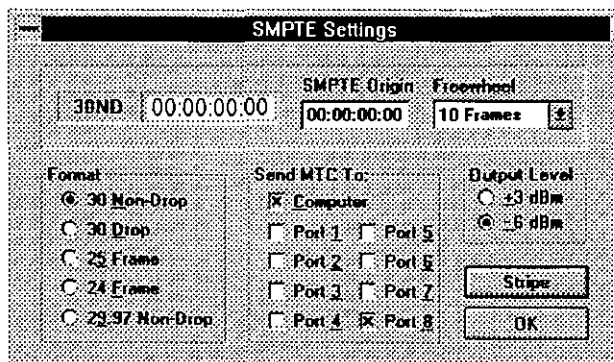 SMPTE Settings
SMPTE Origin Freewheel
30ND 00:00:00:00 00:00:00:00 10 Frames
Format Send MTC To: Output Level
30 Non-Drop Computer +3 dBm
30 Drop Port 1 Port 5 -6 dBm
25 Frame Port 2 Port 6
24 Frame Port 3 Port 7 Stripe
29.97 Non-Drop Port 4 Port 8 OK